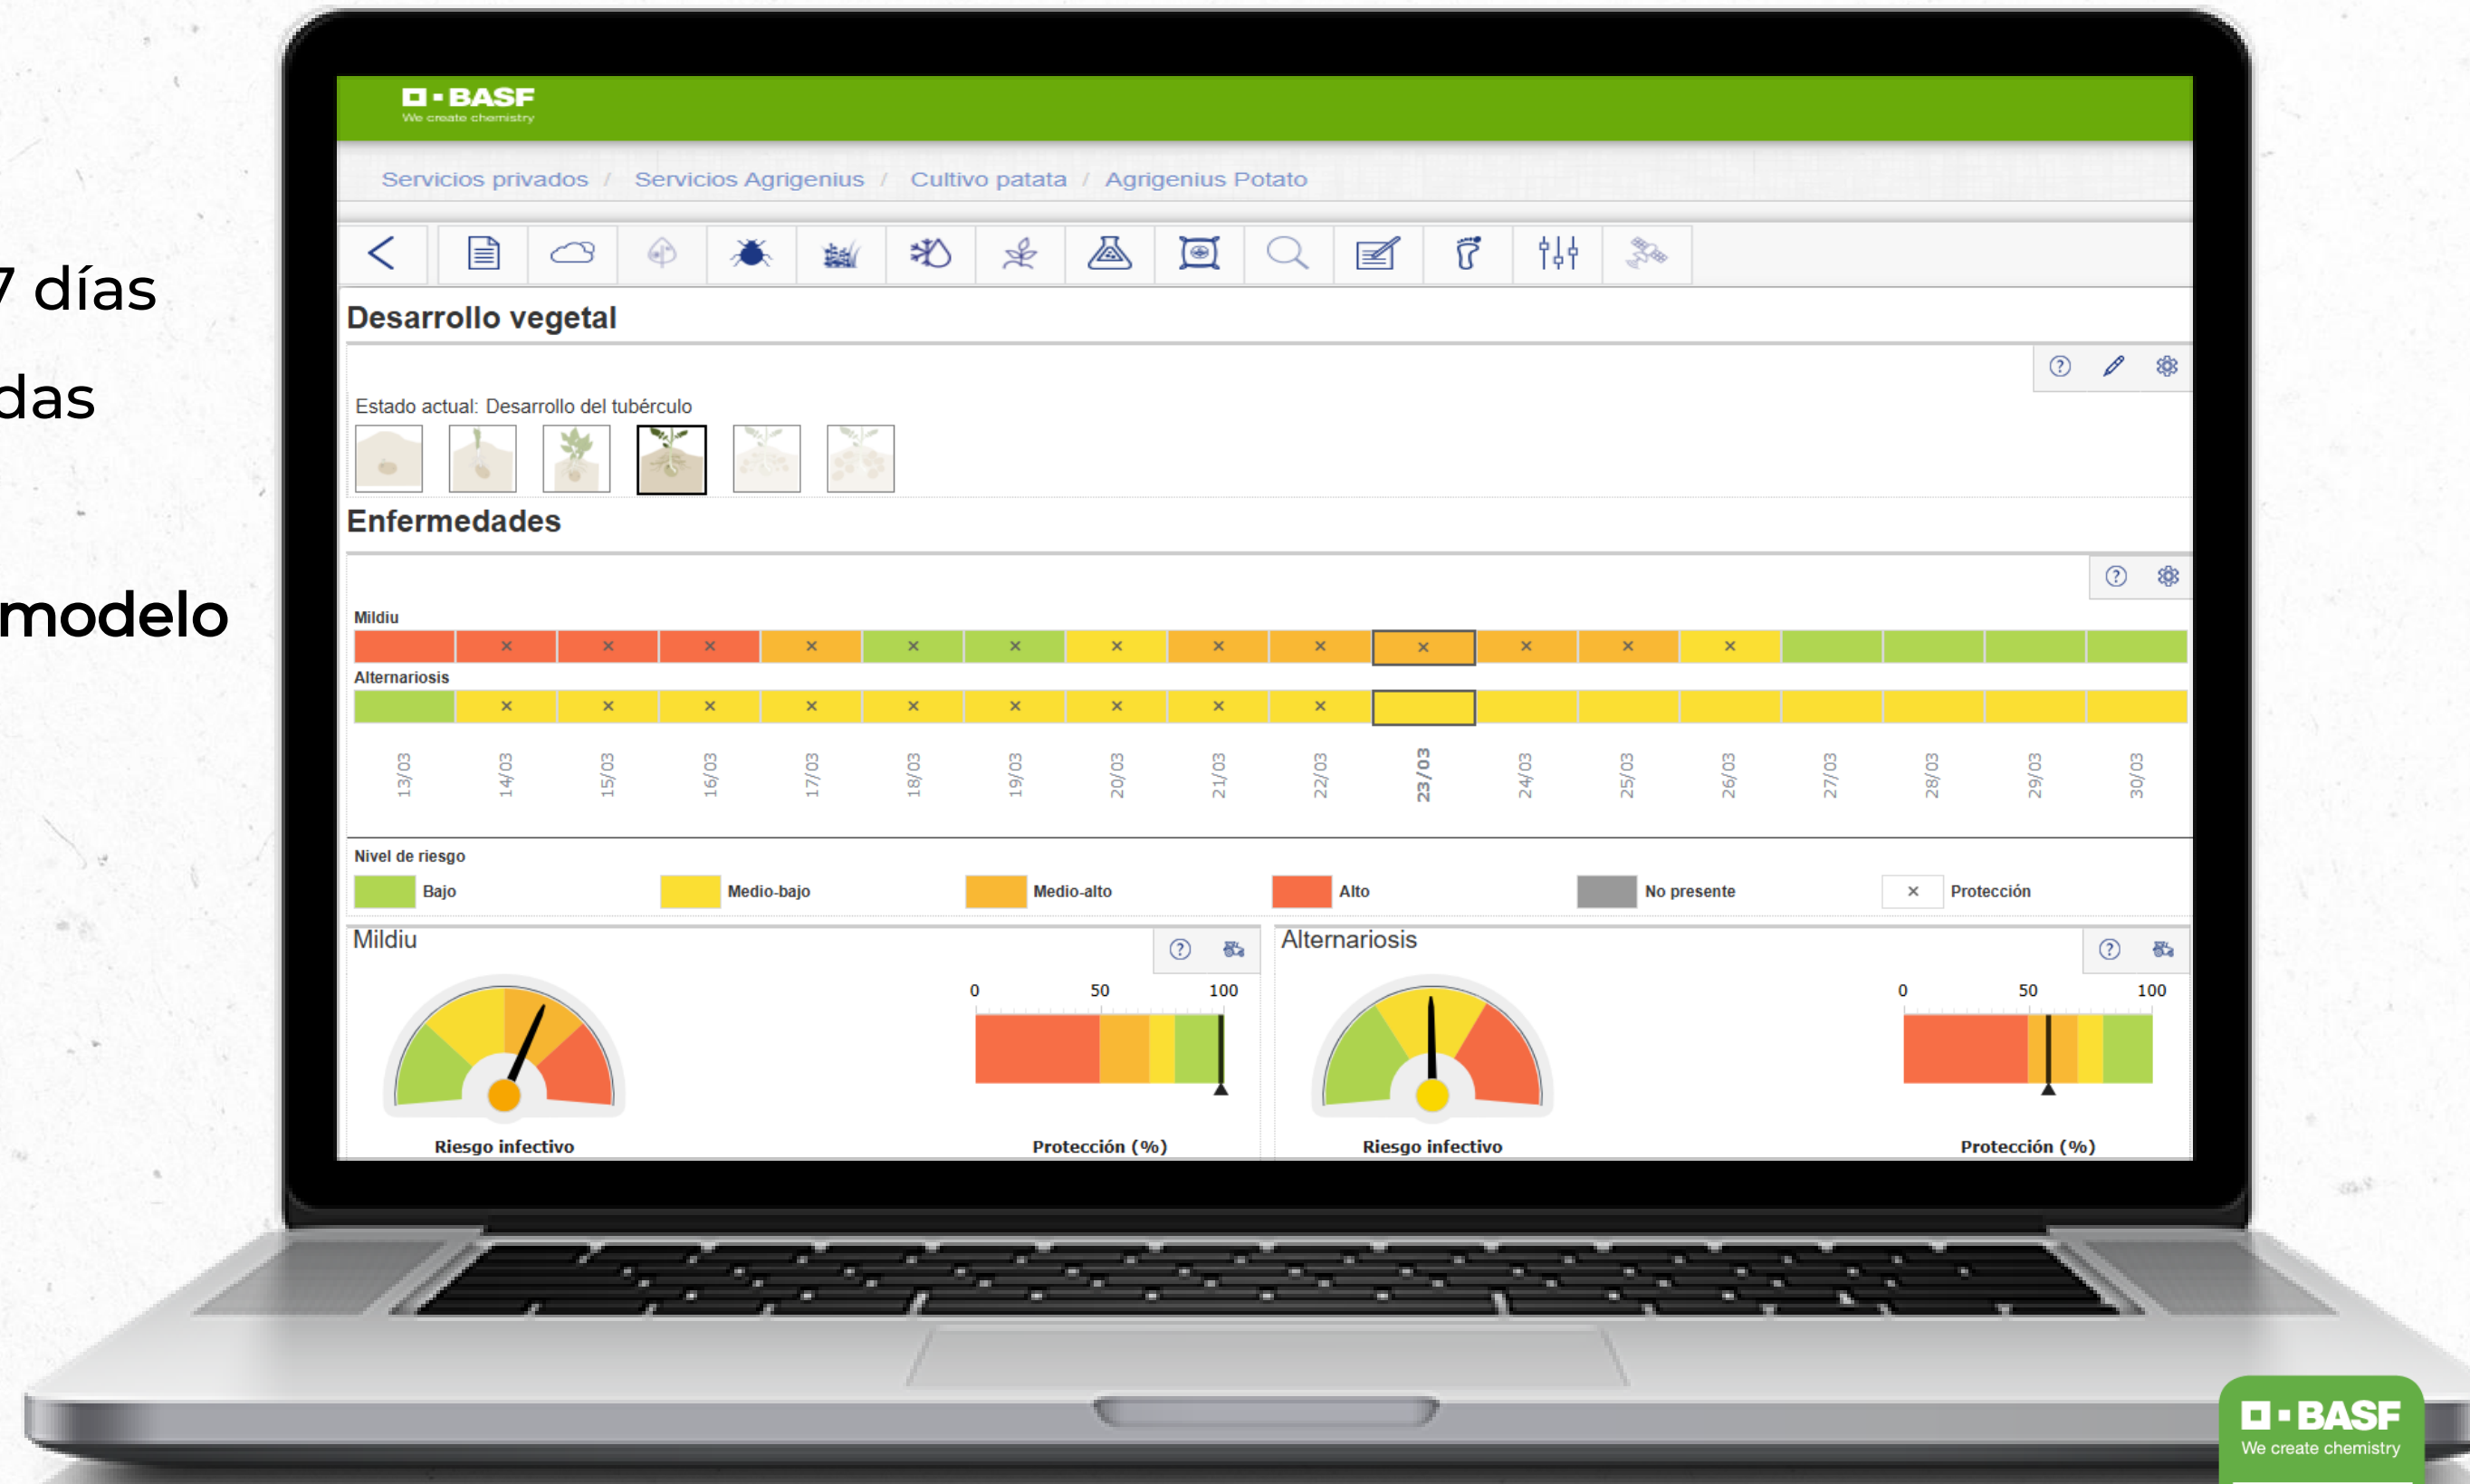 7 días
das
modelo
BASF
We create chemistry
Servicios privados / Servicios Agrigenius / Cultivo patata / Agrigenius Potato
Desarrollo vegetal
Estado actual: Desarrollo del tubérculo
Enfermedades
Mildiu
Alternariosis
13/03 14/03 15/03 16/03 17/03 18/03 19/03 20/03 21/03 22/03 23/03 24/03 25/03 26/03 27/03 28/03 29/03 30/03
Nivel de riesgo
Bajo Medio-bajo Medio-alto Alto No presente × Protección
Mildiu
0 50 100
Riesgo infectivo Protección (%)
Alternariosis
0 50 100
Riesgo infectivo Protección (%)
BASF
We create chemistry